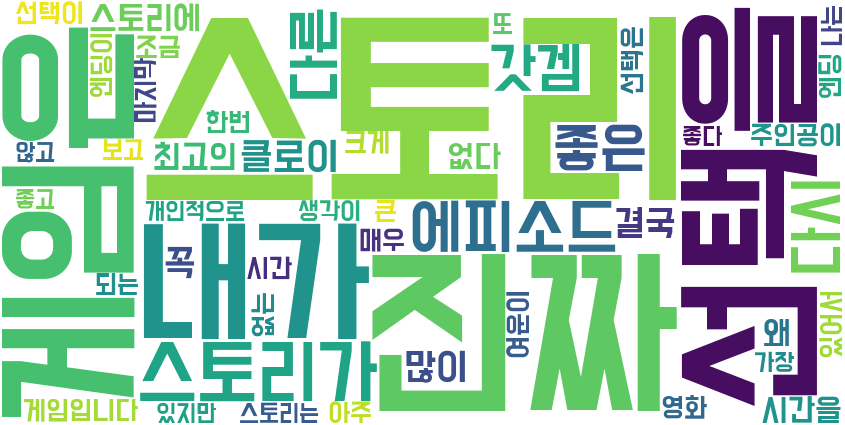 선택이
스토리에
엔딩이
조금
마지막
게임은
스토리
다른
또
갓겜
선택은
선택을
나는
엔딩
한번
않고
보고
최고의
클로이
크게
없다
좋은
좋다
주인공이
좋고
개인적으로
생각이
큰
에피소드
결국
매우
꼭
시간
되는
없는
내가
진짜
여운이
왜
가장
있어서
스토리가
많이
게임입니다
있지만
스토리는
아주
영화
시간을